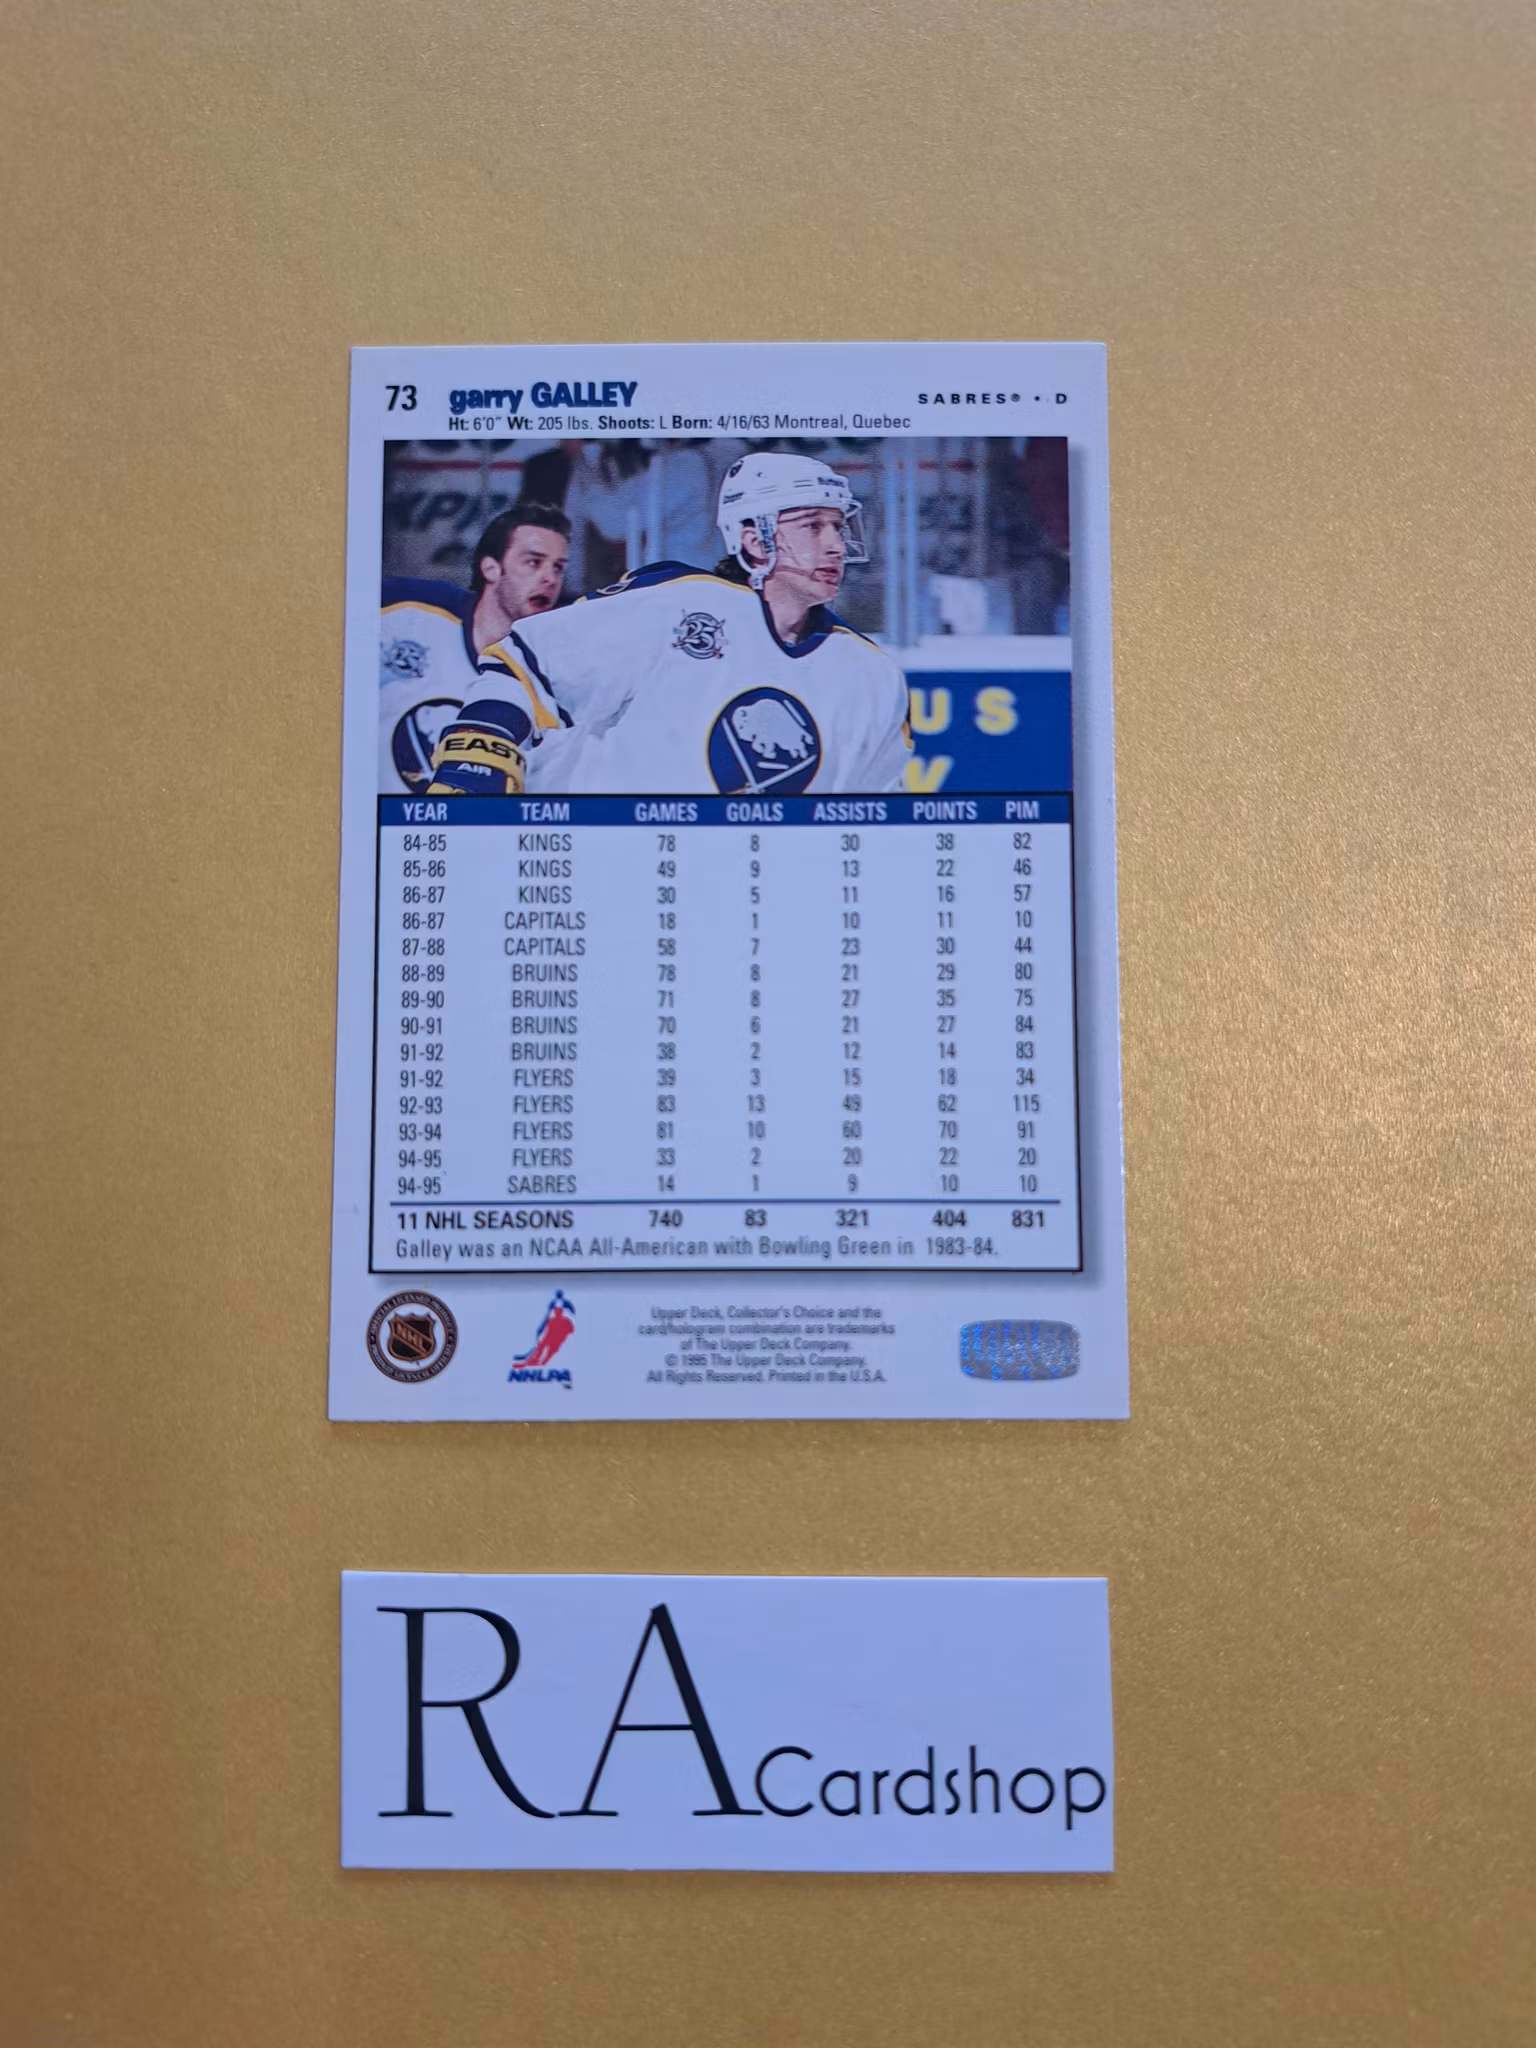 73 garry GALLEY SABRES® • D
Ht: 6'0" Wt: 205 lbs. Shoots: L Born: 4/16/63 Montreal, Quebec
25
EAST
AIR
U S
YEAR TEAM GAMES GOALS ASSISTS POINTS PIM
84-85 KINGS 78 8 30 38 82
85-86 KINGS 49 9 13 22 46
86-87 KINGS 30 5 11 16 57
86-87 CAPITALS 18 1 10 11 10
87-88 CAPITALS 58 7 23 30 44
88-89 BRUINS 78 8 21 29 80
89-90 BRUINS 71 8 27 35 75
90-91 BRUINS 70 6 21 27 84
91-92 BRUINS 38 2 12 14 83
91-92 FLYERS 39 3 15 18 34
92-93 FLYERS 83 13 49 62 115
93-94 FLYERS 81 10 60 70 91
94-95 FLYERS 33 2 20 22 20
94-95 SABRES 14 1 9 10 10
11 NHL SEASONS 740 83 321 404 831
Galley was an NCAA All-American with Bowling Green in 1983-84.
NHL
NHLPA
Upper Deck, Collector's Choice and the
card/hologram combination are trademarks
of The Upper Deck Company.
© 1995 The Upper Deck Company.
All Rights Reserved. Printed in the U.S.A.
RA Cardshop